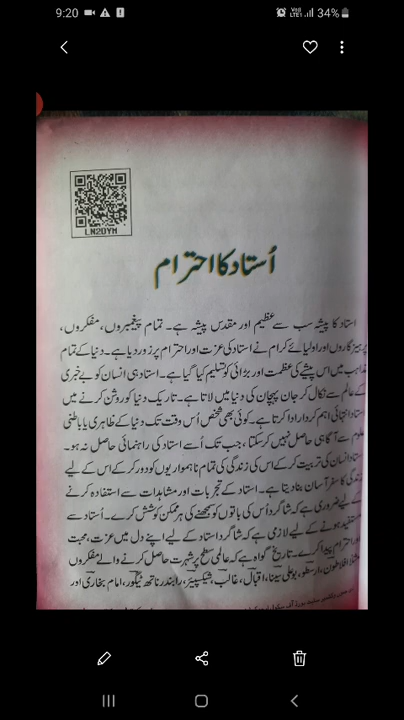 9:20
VoD LTE1 34%
LN2DYM
اُستاد کا احترام
استاد کا پیشہ سب سے عظیم اور مقدس پیشہ ہے۔ تمام پیغمبروں، مفکروں،
پرہیزگاروں اور اولیائے کرام نے استاد کی عزت اور احترام پر زور دیا ہے۔ دنیا کے تمام
مذاہب میں اس پیشے کی عظمت اور بڑائی کو تسلیم کیا گیا ہے۔ استاد ہی انسان کو بے خبری
کے عالم سے نکال کر جان پہچان کی دنیا میں لاتا ہے۔ تاریک دنیا کو روشن کرنے میں
استاد انتہائی اہم کردار ادا کرتا ہے۔ کوئی بھی شخص اُس وقت تک دنیا کے ظاہری یا باطنی
علوم سے آگاہی حاصل نہیں کر سکتا، جب تک اُسے استاد کی راہنمائی حاصل نہ ہو۔
استاد انسان کی تربیت کر کے اس کی زندگی کی تمام ناہمواریوں کو دور کر کے اس کے لیے
زندگی کا سفر آسان بنا دیتا ہے۔ استاد کے تجربات اور مشاہدات سے استفادہ کرنے
کے لیے ضروری ہے کہ شاگرد اُس کی باتوں کو سمجھنے کی ہر ممکن کوشش کرے۔ اُستاد سے
مستفید ہونے کے لیے لازمی ہے کہ شاگرد استاد کے لیے اپنے دل میں عزت، محبت
اور احترام پیدا کرے۔ تاریخ گواہ ہے کہ عالمی سطح پر شہرت حاصل کرنے والے مفکروں
مثلاً افلاطون، ارسطو، بوعلی سینا، اقبال، غالب، شیکسپیئر، رابندر ناتھ ٹیگور، امام بخاری اور